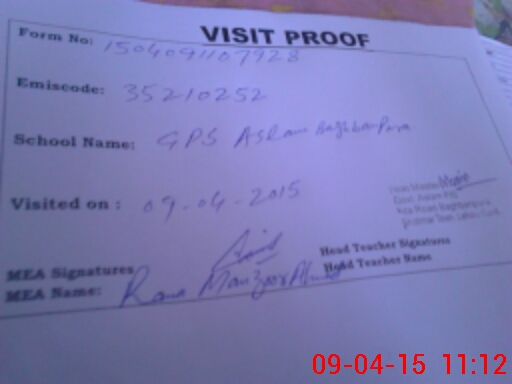 VISIT PROOF
Form No: 1504091107928
Emiscode: 35210252
School Name: GPS Aslam Baghbanpura
Visited on: 09-04-2015
Head Teacher Signatures
MEA Signatures
Head Teacher Name
MEA Name: Rana Manzoor Ahmad
09-04-15 11:12